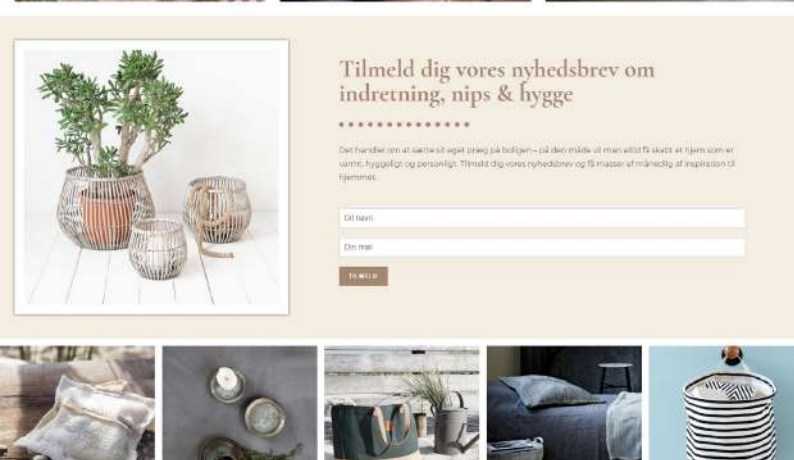 Tilmeld dig vores nyhedsbrev om
indretning, nips & hygge
Det handler om at sætte sit eget præg på boligen – på den måde vil man altid få skabt et hjem som er
varmt, hyggeligt og personligt. Tilmeld dig vores nyhedsbrev og få masser af månedlig af inspiration til
hjemmet.
Dit navn
Din mail
TILMELD